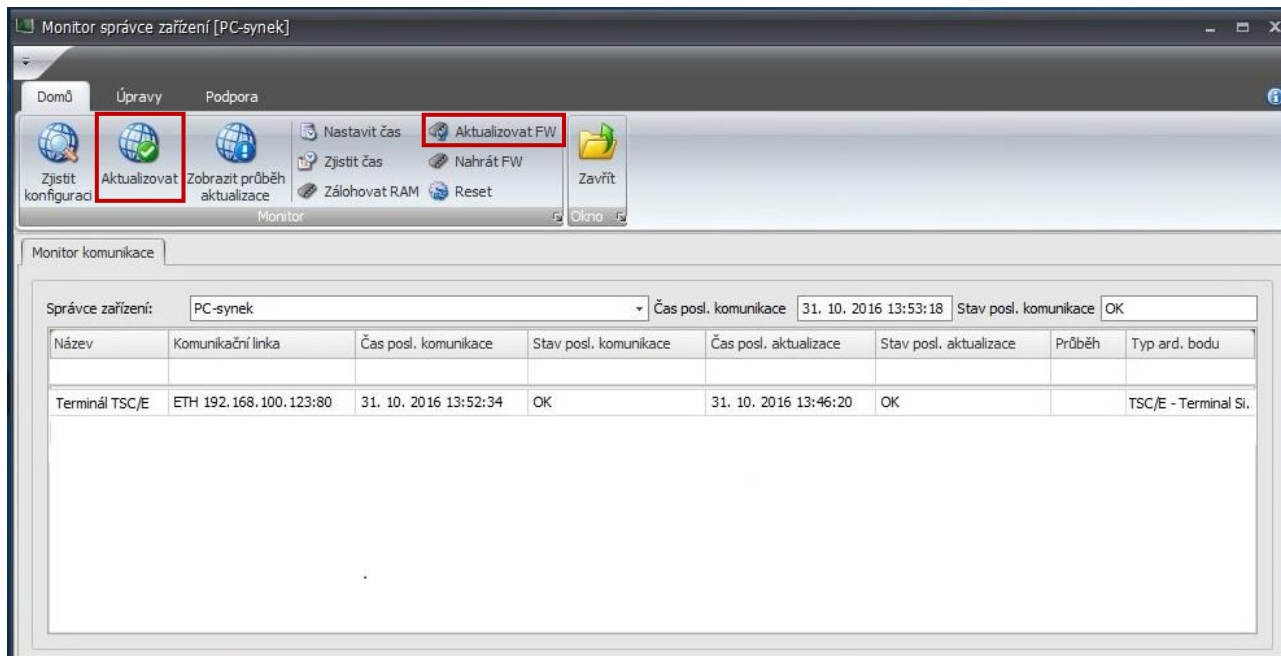 Monitor správce zařízení [PC-synek]
Domů Úpravy Podpora
Zjistit konfiguraci
Aktualizovat
Zobrazit průběh aktualizace
Nastavit čas
Zjistit čas
Zálohovat RAM
Aktualizovat FW
Nahrát FW
Reset
Zavřít
Monitor
Okno
Monitor komunikace
Správce zařízení: PC-synek Čas posl. komunikace 31. 10. 2016 13:53:18 Stav posl. komunikace OK
Název Komunikační linka Čas posl. komunikace Stav posl. komunikace Čas posl. aktualizace Stav posl. aktualizace Průběh Typ ard. bodu
Terminál TSC/E ETH 192.168.100.123:80 31. 10. 2016 13:52:34 OK 31. 10. 2016 13:46:20 OK TSC/E - Terminal Si.